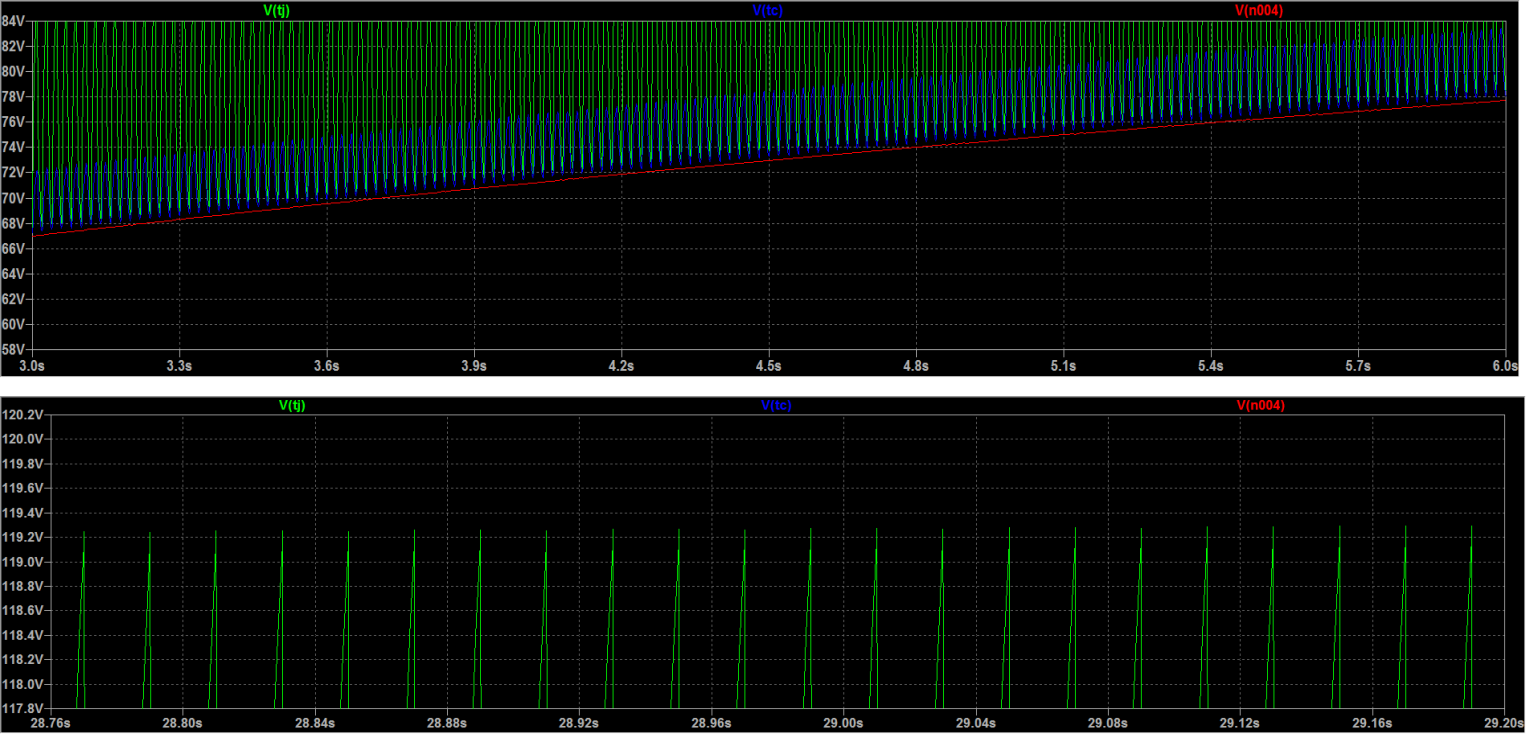 V(tj) V(tc) V(n004)
84V
82V
80V
78V
76V
74V
72V
70V
68V
66V
64V
62V
60V
58V
3.0s 3.3s 3.6s 3.9s 4.2s 4.5s 4.8s 5.1s 5.4s 5.7s 6.0s
V(tj) V(tc) V(n004)
120.2V
120.0V
119.8V
119.6V
119.4V
119.2V
119.0V
118.8V
118.6V
118.4V
118.2V
118.0V
117.8V
28.76s 28.80s 28.84s 28.88s 28.92s 28.96s 29.00s 29.04s 29.08s 29.12s 29.16s 29.20s